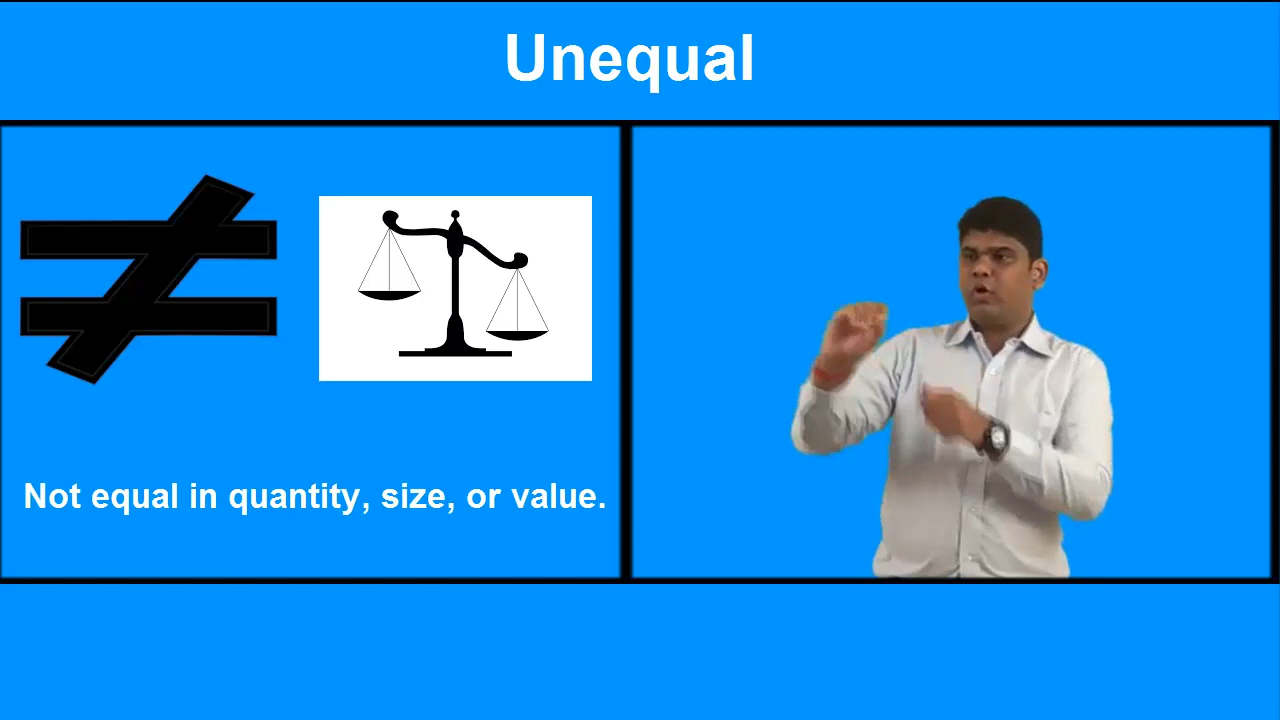 Unequal
Not equal in quantity, size, or value.